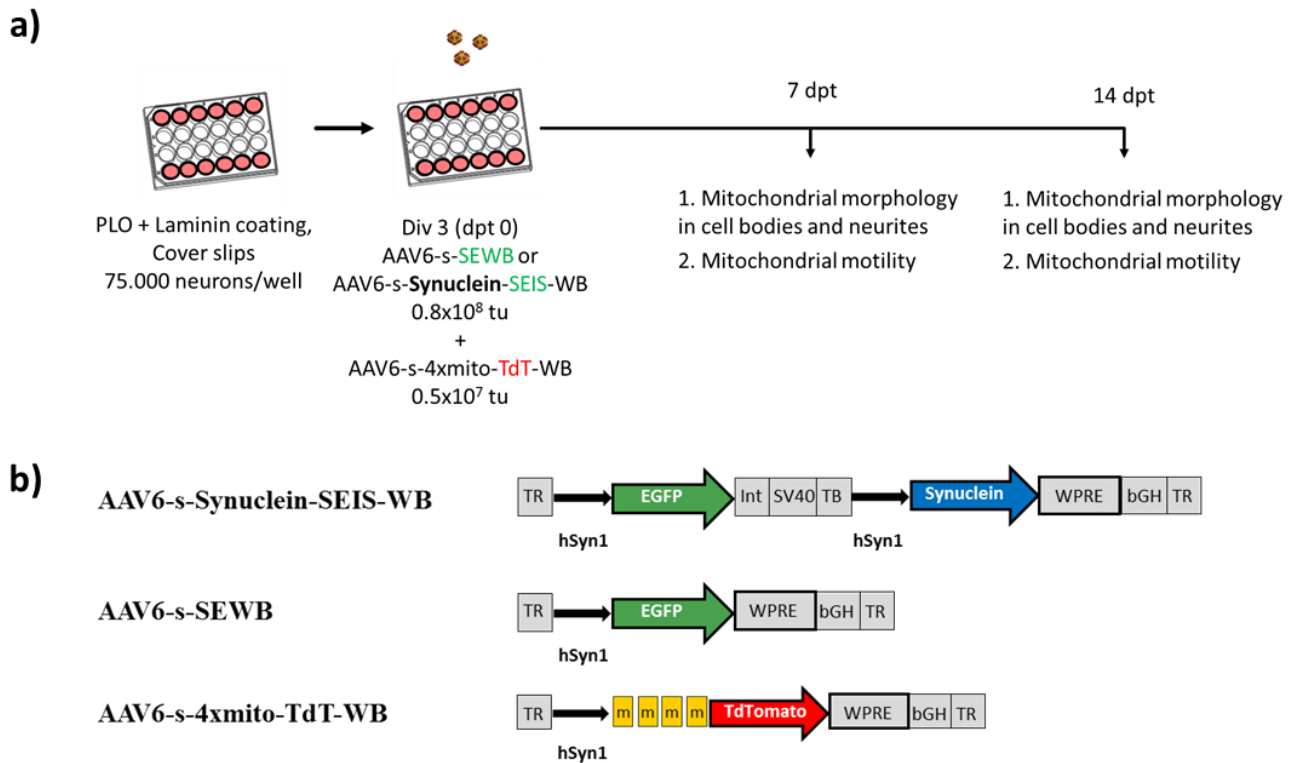 a)
7 dpt
14 dpt
PLO + Laminin coating,
Cover slips
75.000 neurons/well
Div 3 (dpt 0)
AAV6-s-SEWB or
AAV6-s-Synuclein-SEIS-WB
0.8x10⁸ tu
+
AAV6-s-4xmito-TdT-WB
0.5x10⁷ tu
1. Mitochondrial morphology
in cell bodies and neurites
2. Mitochondrial motility
1. Mitochondrial morphology
in cell bodies and neurites
2. Mitochondrial motility
b)
AAV6-s-Synuclein-SEIS-WB
TR EGFP Int SV40 TB Synuclein WPRE bGH TR
hSyn1 hSyn1
AAV6-s-SEWB
TR EGFP WPRE bGH TR
hSyn1
AAV6-s-4xmito-TdT-WB
TR m m m m TdTomato WPRE bGH TR
hSyn1